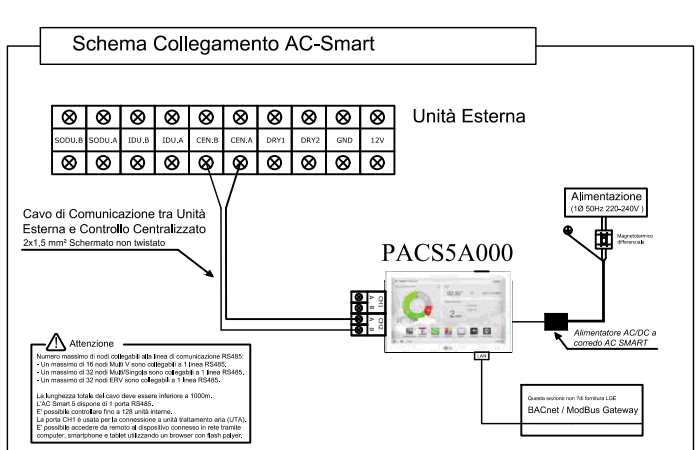 Schema Collegamento AC-Smart
Unità Esterna
SODU.B SODU.A IDU.B IDU.A CEN.B CEN.A DRY1 DRY2 GND 12V
Alimentazione
(1Ø 50Hz 220-240V )
Magnetotermico
differenziale
Cavo di Comunicazione tra Unità
Esterna e Controllo Centralizzato
2x1,5 mm² Schermato non twistato
PACS5A000
A CH1
B
A CH2
B
LAN
Alimentatore AC/DC a
corredo AC SMART
Attenzione
Numero massimo di nodi collegabili alla linea di comunicazione RS485:
- Un massimo di 16 nodi Multi V sono collegabili a 1 linea RS485.
- Un massimo di 32 nodi Multi/Singola sono collegabili a 1 linea RS485.
- Un massimo di 32 nodi ERV sono collegabili a 1 linea RS485.
La lunghezza totale del cavo deve essere inferiore a 1000m.
L'AC Smart 5 dispone di 1 porta RS485.
E' possibile controllare fino a 128 unità interne.
La porta CH1 è usata per la connessione a unità trattamento aria (UTA).
E' possibile accedere da remoto al dispositivo connesso in rete tramite
computer, smartphone e tablet utilizzando un browser con flash palyer.
Questa sezione non ?di fornitura LGE
BACnet / ModBus Gateway